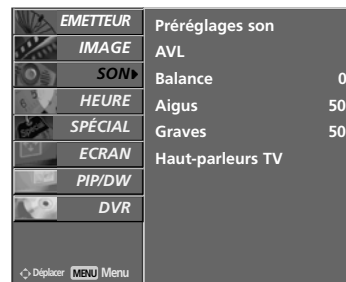 EMETTEUR
IMAGE
SON
HEURE
SPÉCIAL
ECRAN
PIP/DW
DVR
Déplacer MENU Menu
Préréglages son
AVL
Balance 0
Aigus 50
Graves 50
Haut-parleurs TV